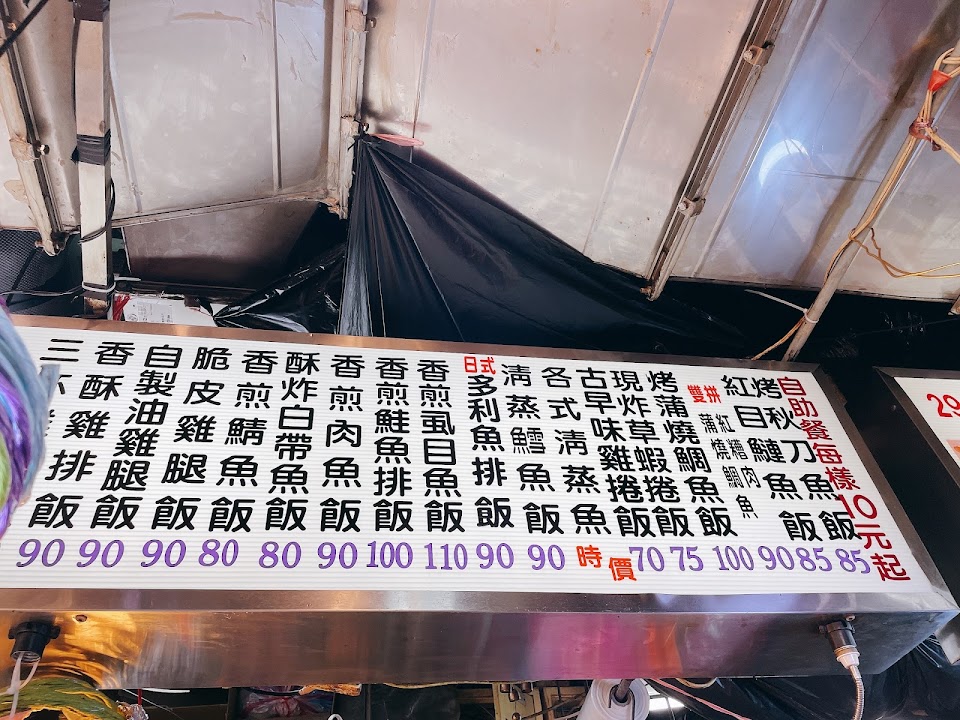 自助餐每樣10元起
烤秋刀魚飯
紅目鰱魚飯
雙拼
紅糟肉
蒲燒鯛魚
烤蒲燒鯛魚飯
現炸草蝦捲飯
古早味雞捲飯
各式清蒸魚
清蒸鱈魚飯
日式多利魚排飯
香煎虱目魚飯
香煎鮭魚排飯
香煎肉魚飯
酥炸白帶魚飯
香煎鯖魚飯
脆皮雞腿飯
自製油雞腿飯
香酥雞排飯
三排飯
90 90 90 80 80 90 100 110 90 90 時價 70 75 100 90 85 85
29